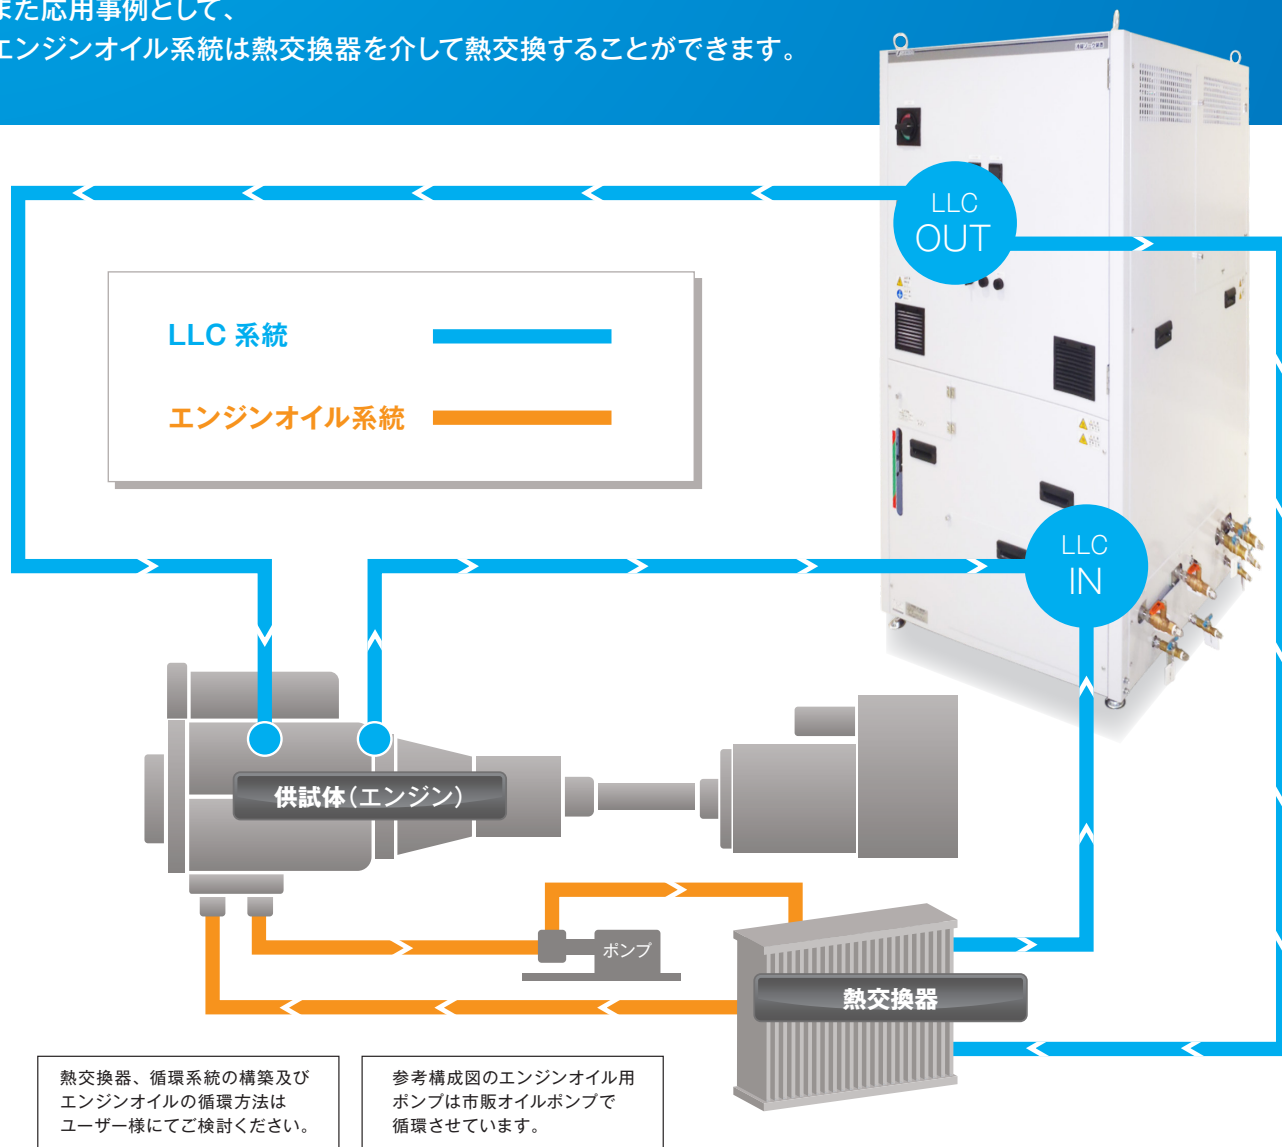 また応用事例として、
エンジンオイル系統は熱交換器を介して熱交換することができます。
LLC
OUT
LLC 系統
エンジンオイル系統
LLC
IN
供試体(エンジン)
ポンプ
熱交換器
熱交換器、循環系統の構築及び
エンジンオイルの循環方法は
ユーザー様にてご検討ください。
参考構成図のエンジンオイル用
ポンプは市販オイルポンプで
循環させています。